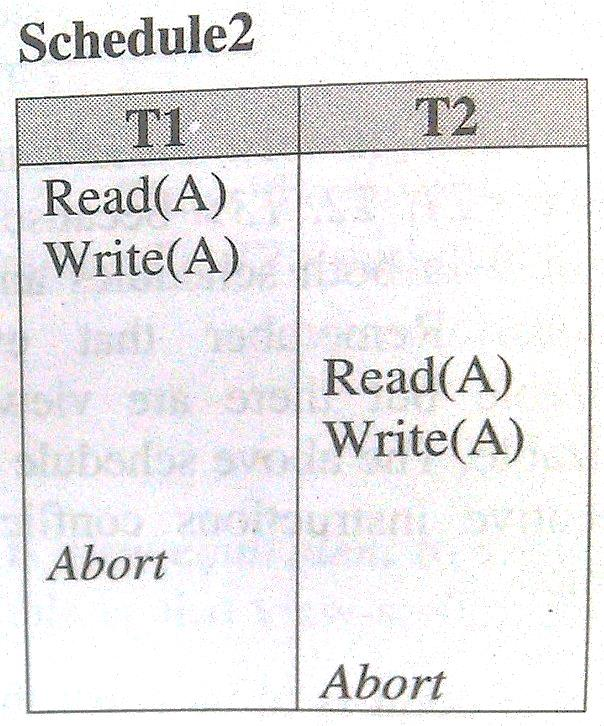 Schedule2
T1 T2
Read(A)
Write(A)
Read(A)
Write(A)
Abort
Abort